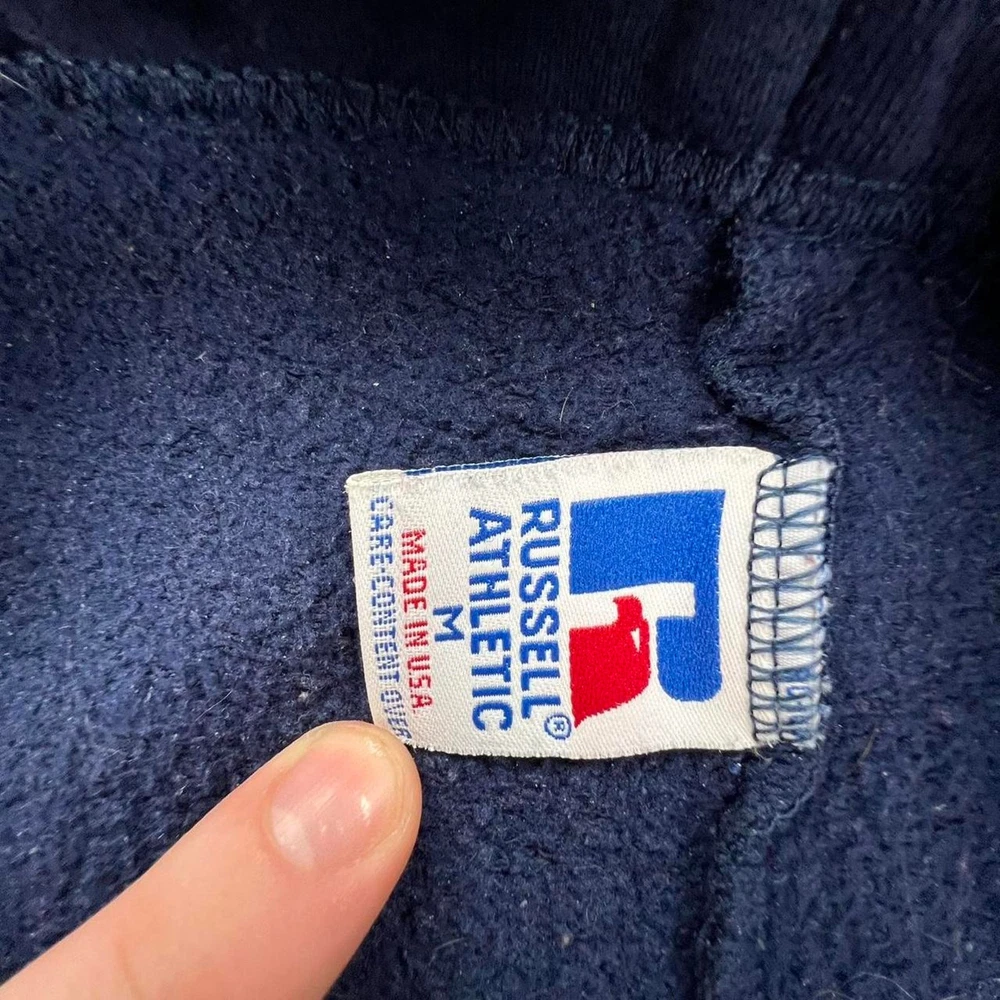 RUSSELL®
ATHLETIC
M
MADE IN USA
CARE-CONTENT OVER